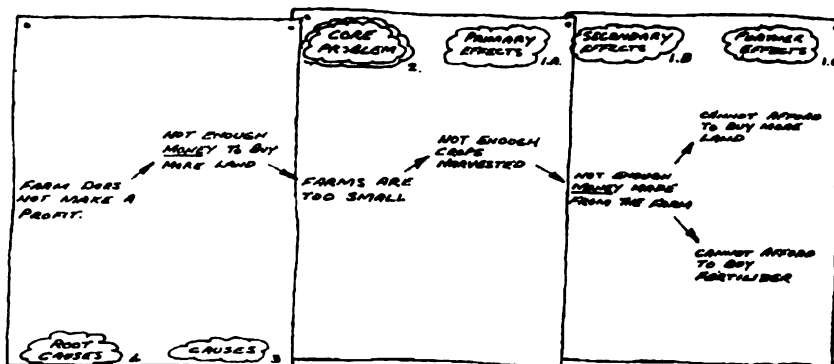 CORE
PROBLEM
2.
PRIMARY
EFFECTS
1.A.
SECONDARY
EFFECTS
1.B
FURTHER
EFFECTS
FARM DOES
NOT MAKE A
PROFIT.
NOT ENOUGH
MONEY TO BUY
MORE LAND
FARMS ARE
TOO SMALL
NOT ENOUGH
CROPS
HARVESTED
NOT ENOUGH
MONEY MADE
FROM THE FARM
CANNOT AFFORD
TO BUY MORE
LAND
CANNOT AFFORD
TO BUY
FERTILIZER
ROOT
CAUSES
CAUSES
3